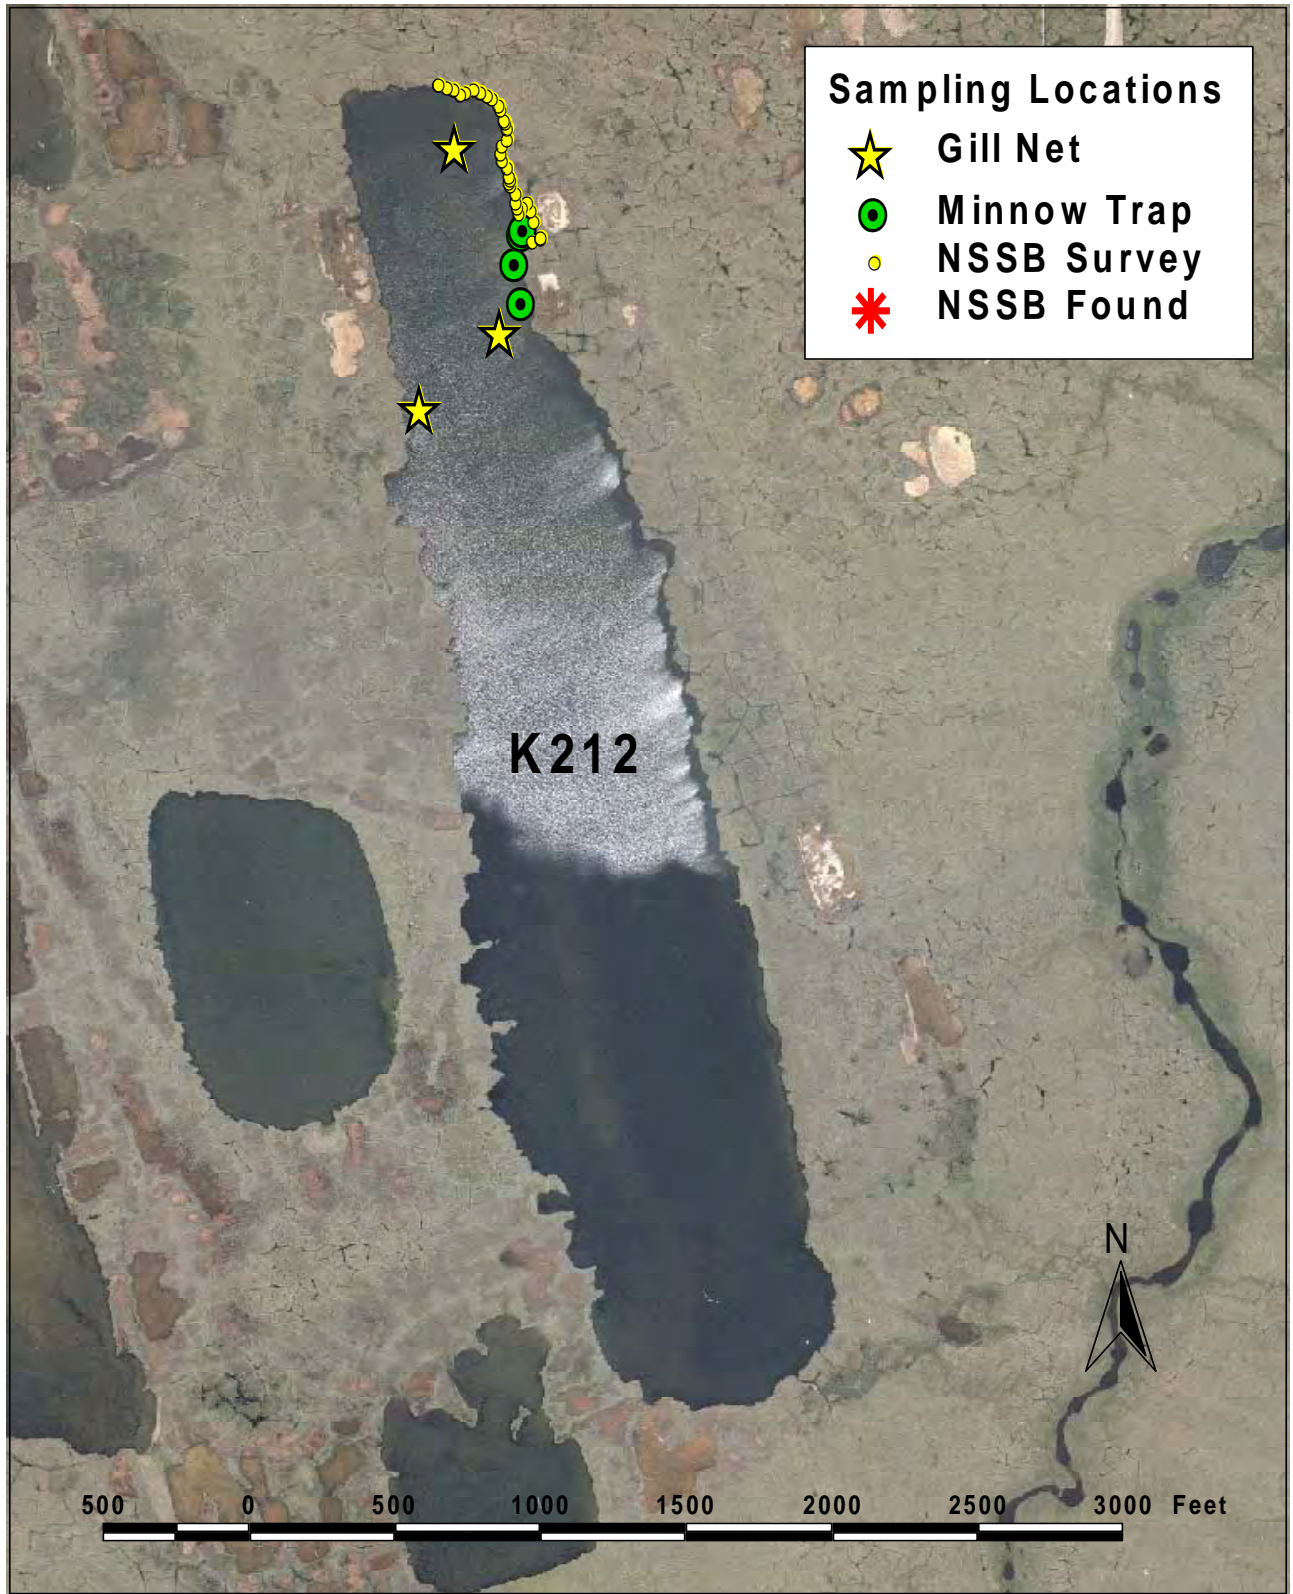 Sampling Locations
Gill Net
Minnow Trap
NSSB Survey
NSSB Found
K212
N
500 0 500 1000 1500 2000 2500 3000 Feet